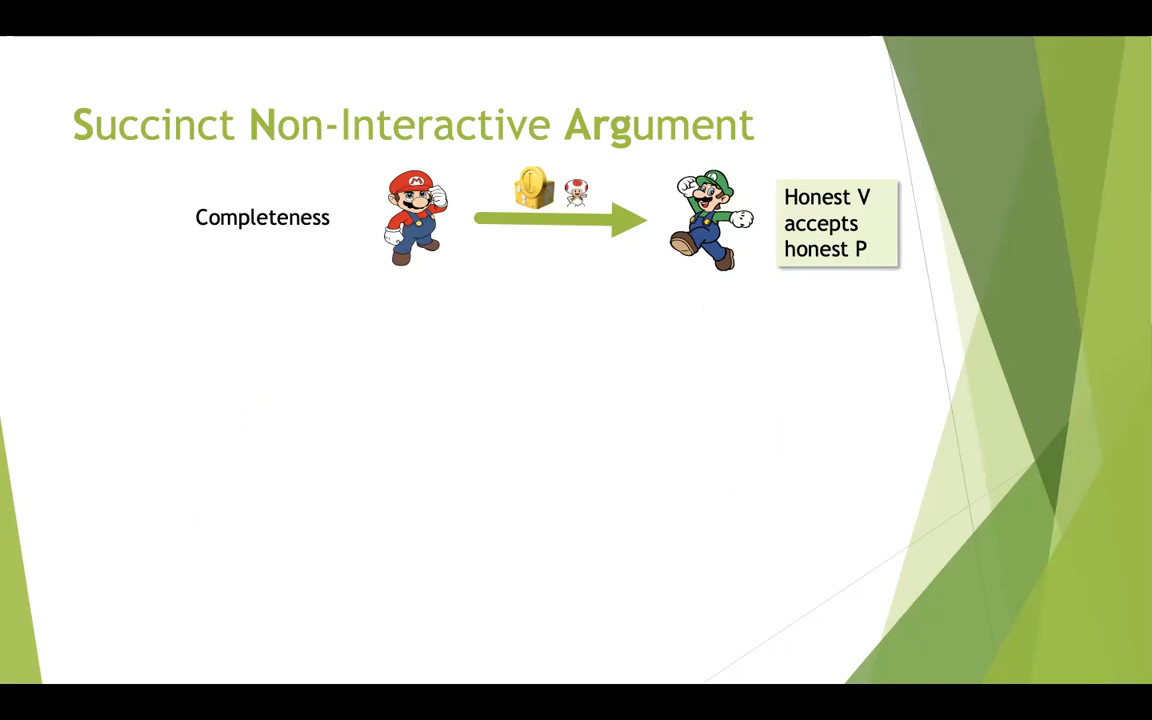 Succinct Non-Interactive Argument
Completeness
Honest V
accepts
honest P
M